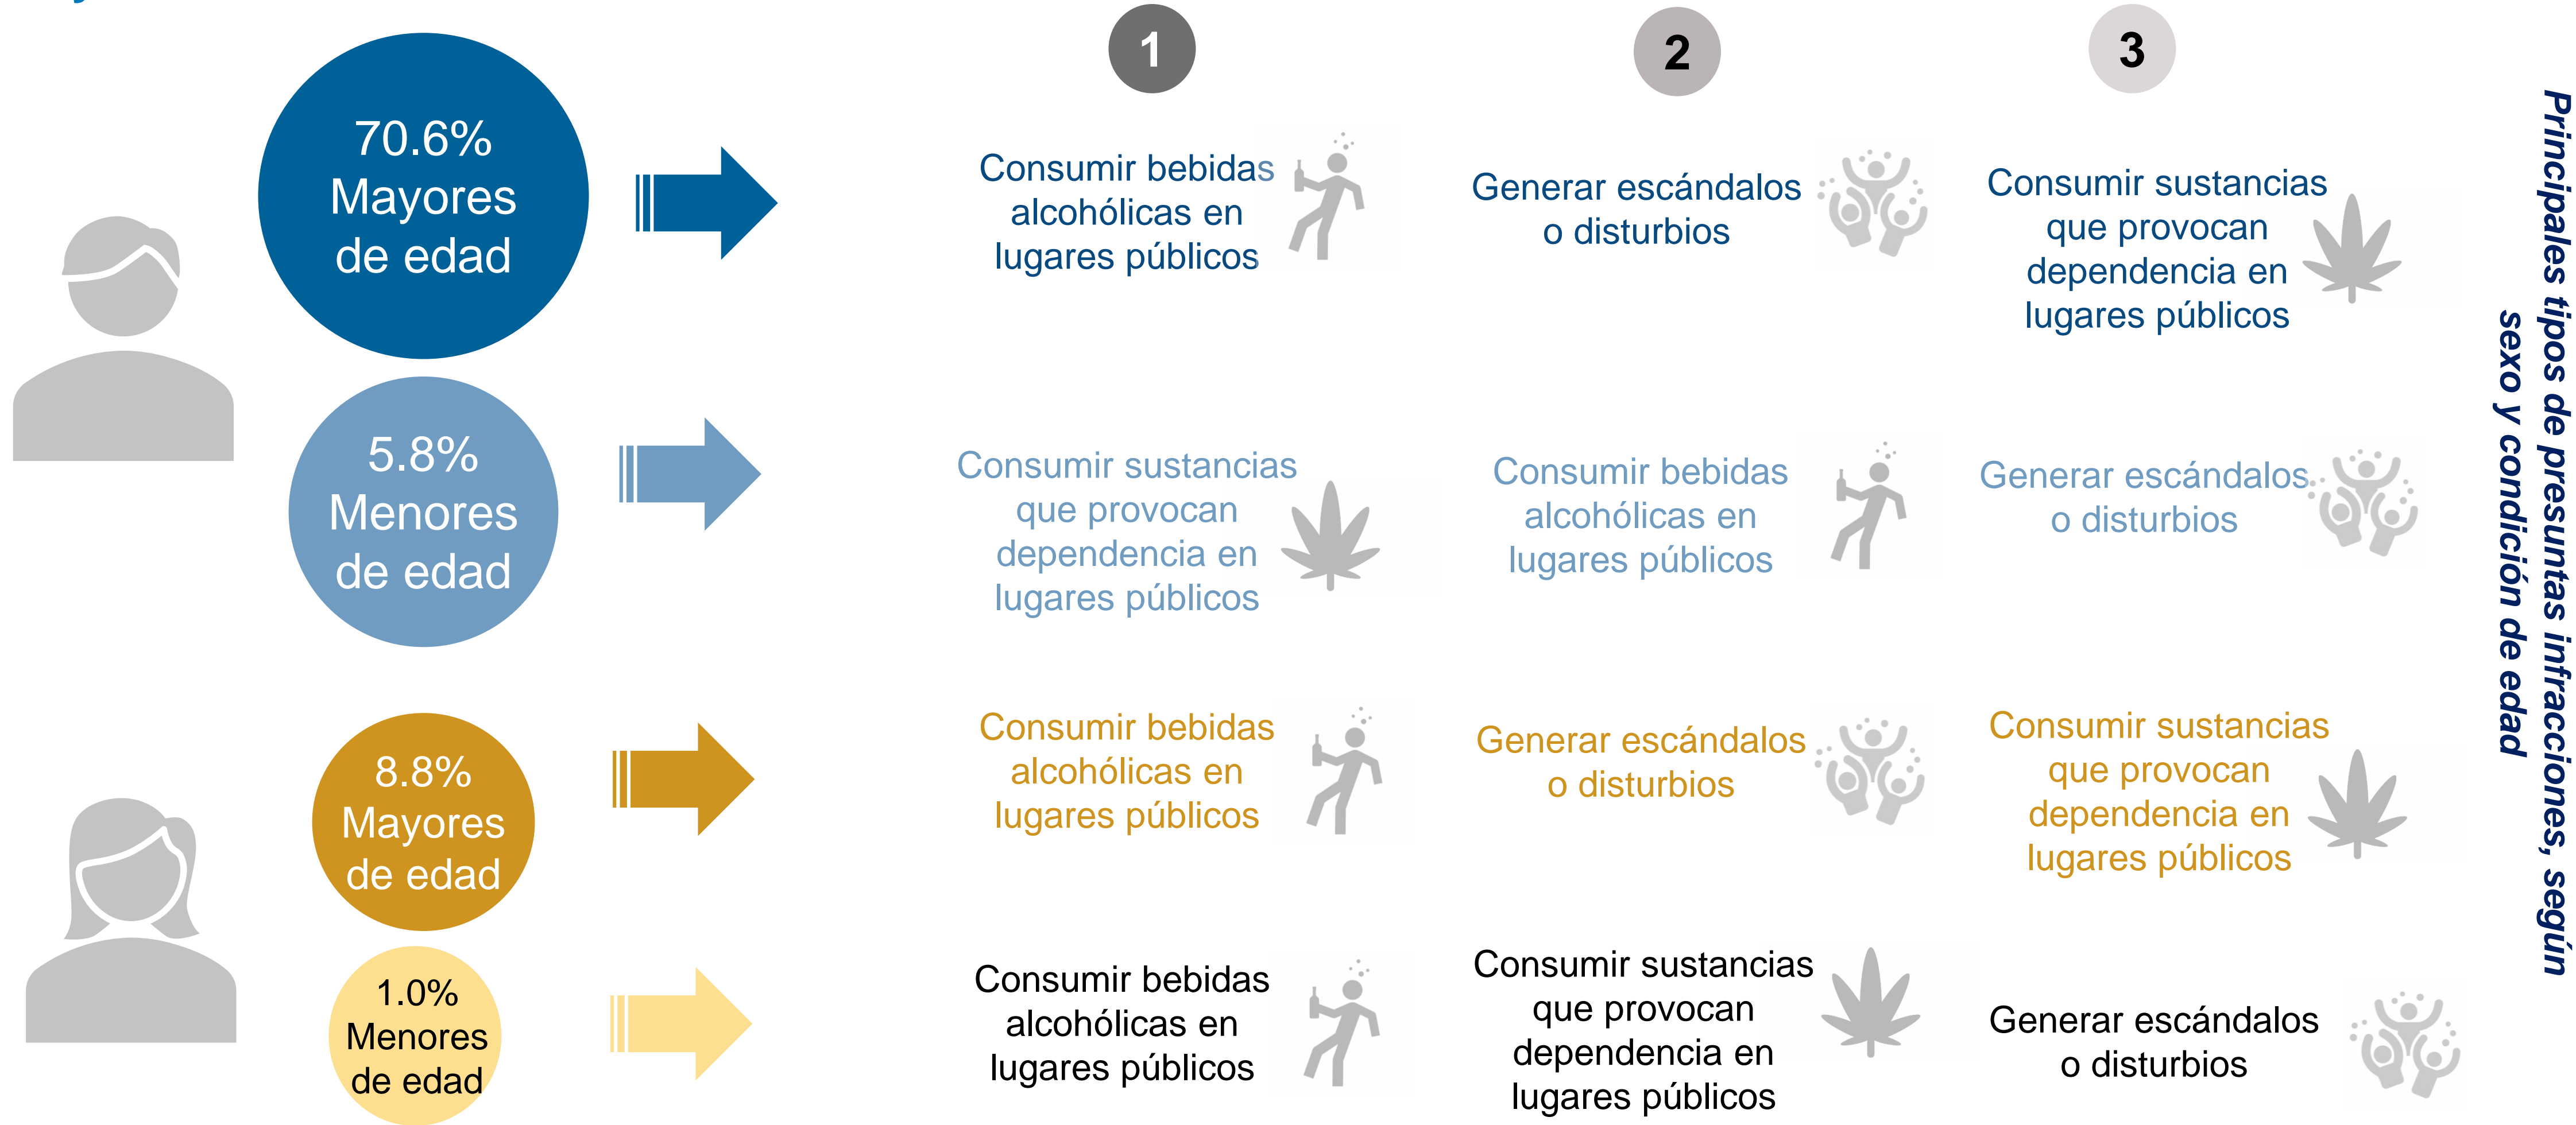 1
2
3
70.6%
Mayores
de edad
Consumir bebidas
alcohólicas en
lugares públicos
Generar escándalos
o disturbios
Consumir sustancias
que provocan
dependencia en
lugares públicos
5.8%
Menores
de edad
Consumir sustancias
que provocan
dependencia en
lugares públicos
Consumir bebidas
alcohólicas en
lugares públicos
Generar escándalos
o disturbios
8.8%
Mayores
de edad
Consumir bebidas
alcohólicas en
lugares públicos
Generar escándalos
o disturbios
Consumir sustancias
que provocan
dependencia en
lugares públicos
1.0%
Menores
de edad
Consumir bebidas
alcohólicas en
lugares públicos
Consumir sustancias
que provocan
dependencia en
lugares públicos
Generar escándalos
o disturbios
Principales tipos de presuntas infracciones, según
sexo y condición de edad